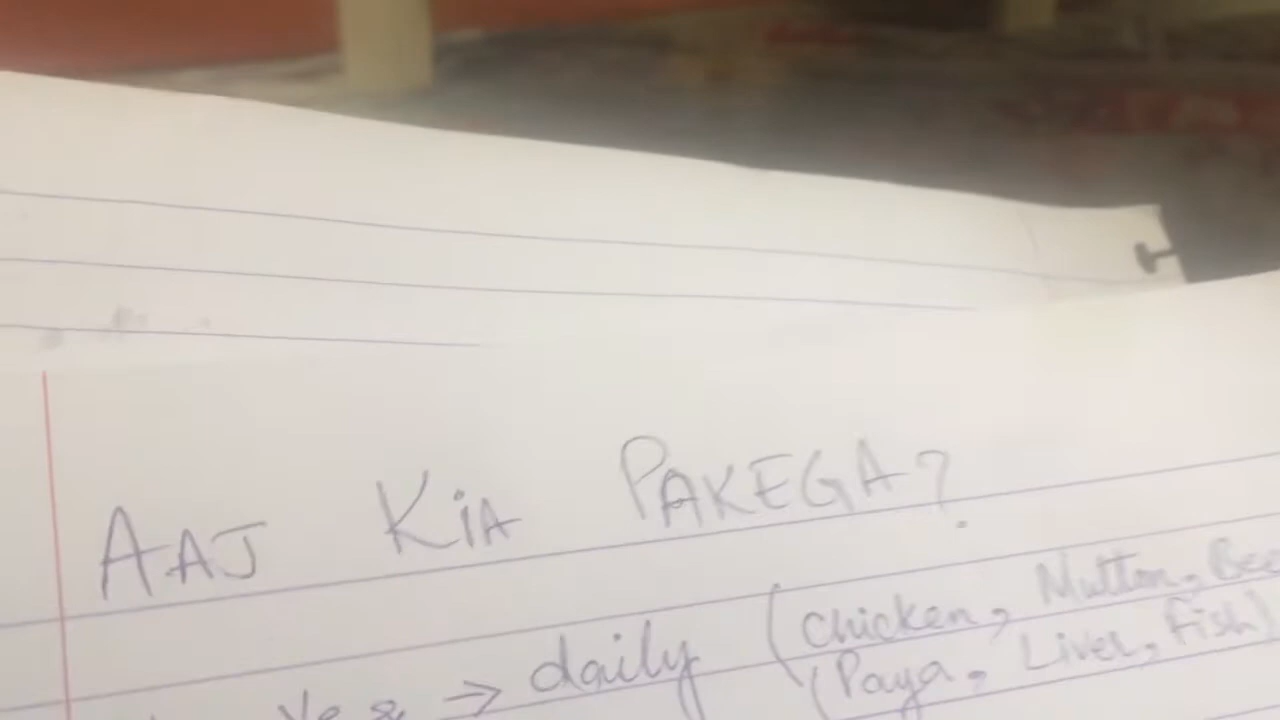 AAJ KiA PAKEGA?
→ daily (Chicken, Mutton,
(Paya, Liver, Fish)